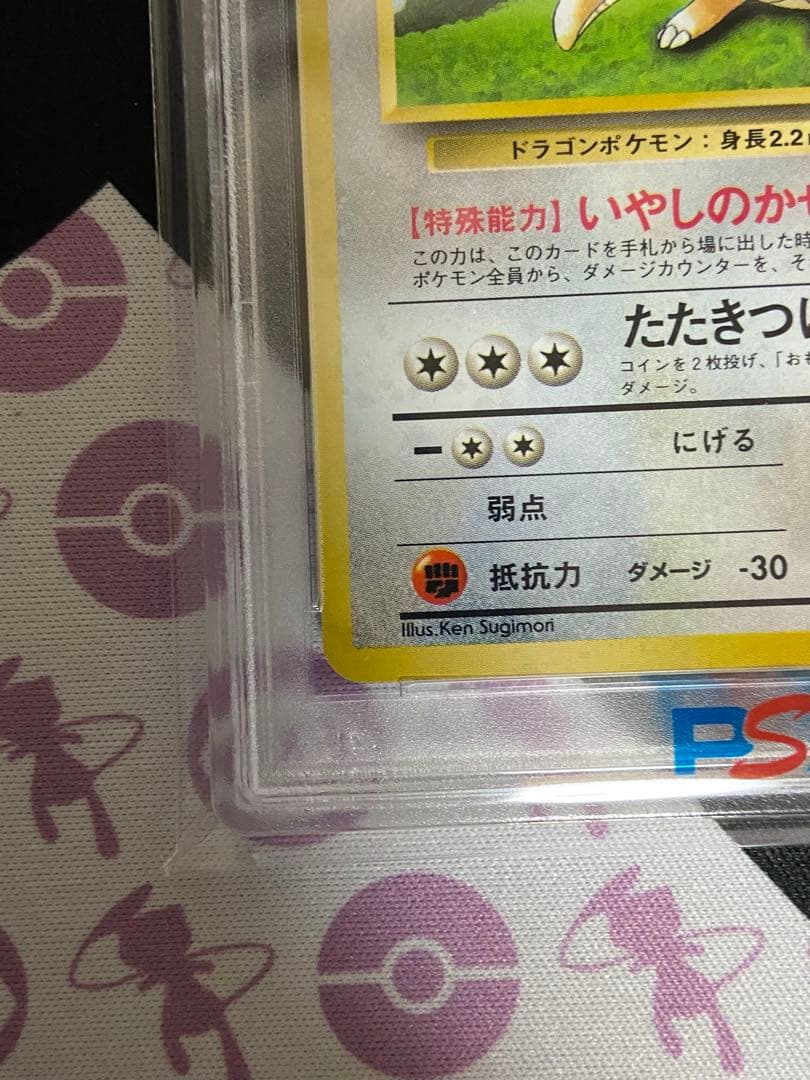 ドラゴンポケモン：身長2.2
【特殊能力】いやしのかぜ
この力は、このカードを手札から場に出した時
ポケモン全員から、ダメージカウンターを、そ
たたきつけ
コインを2枚投げ、「おも
ダメージ。
にげる
弱点
抵抗力 ダメージ -30
Illus.Ken Sugimori
PS